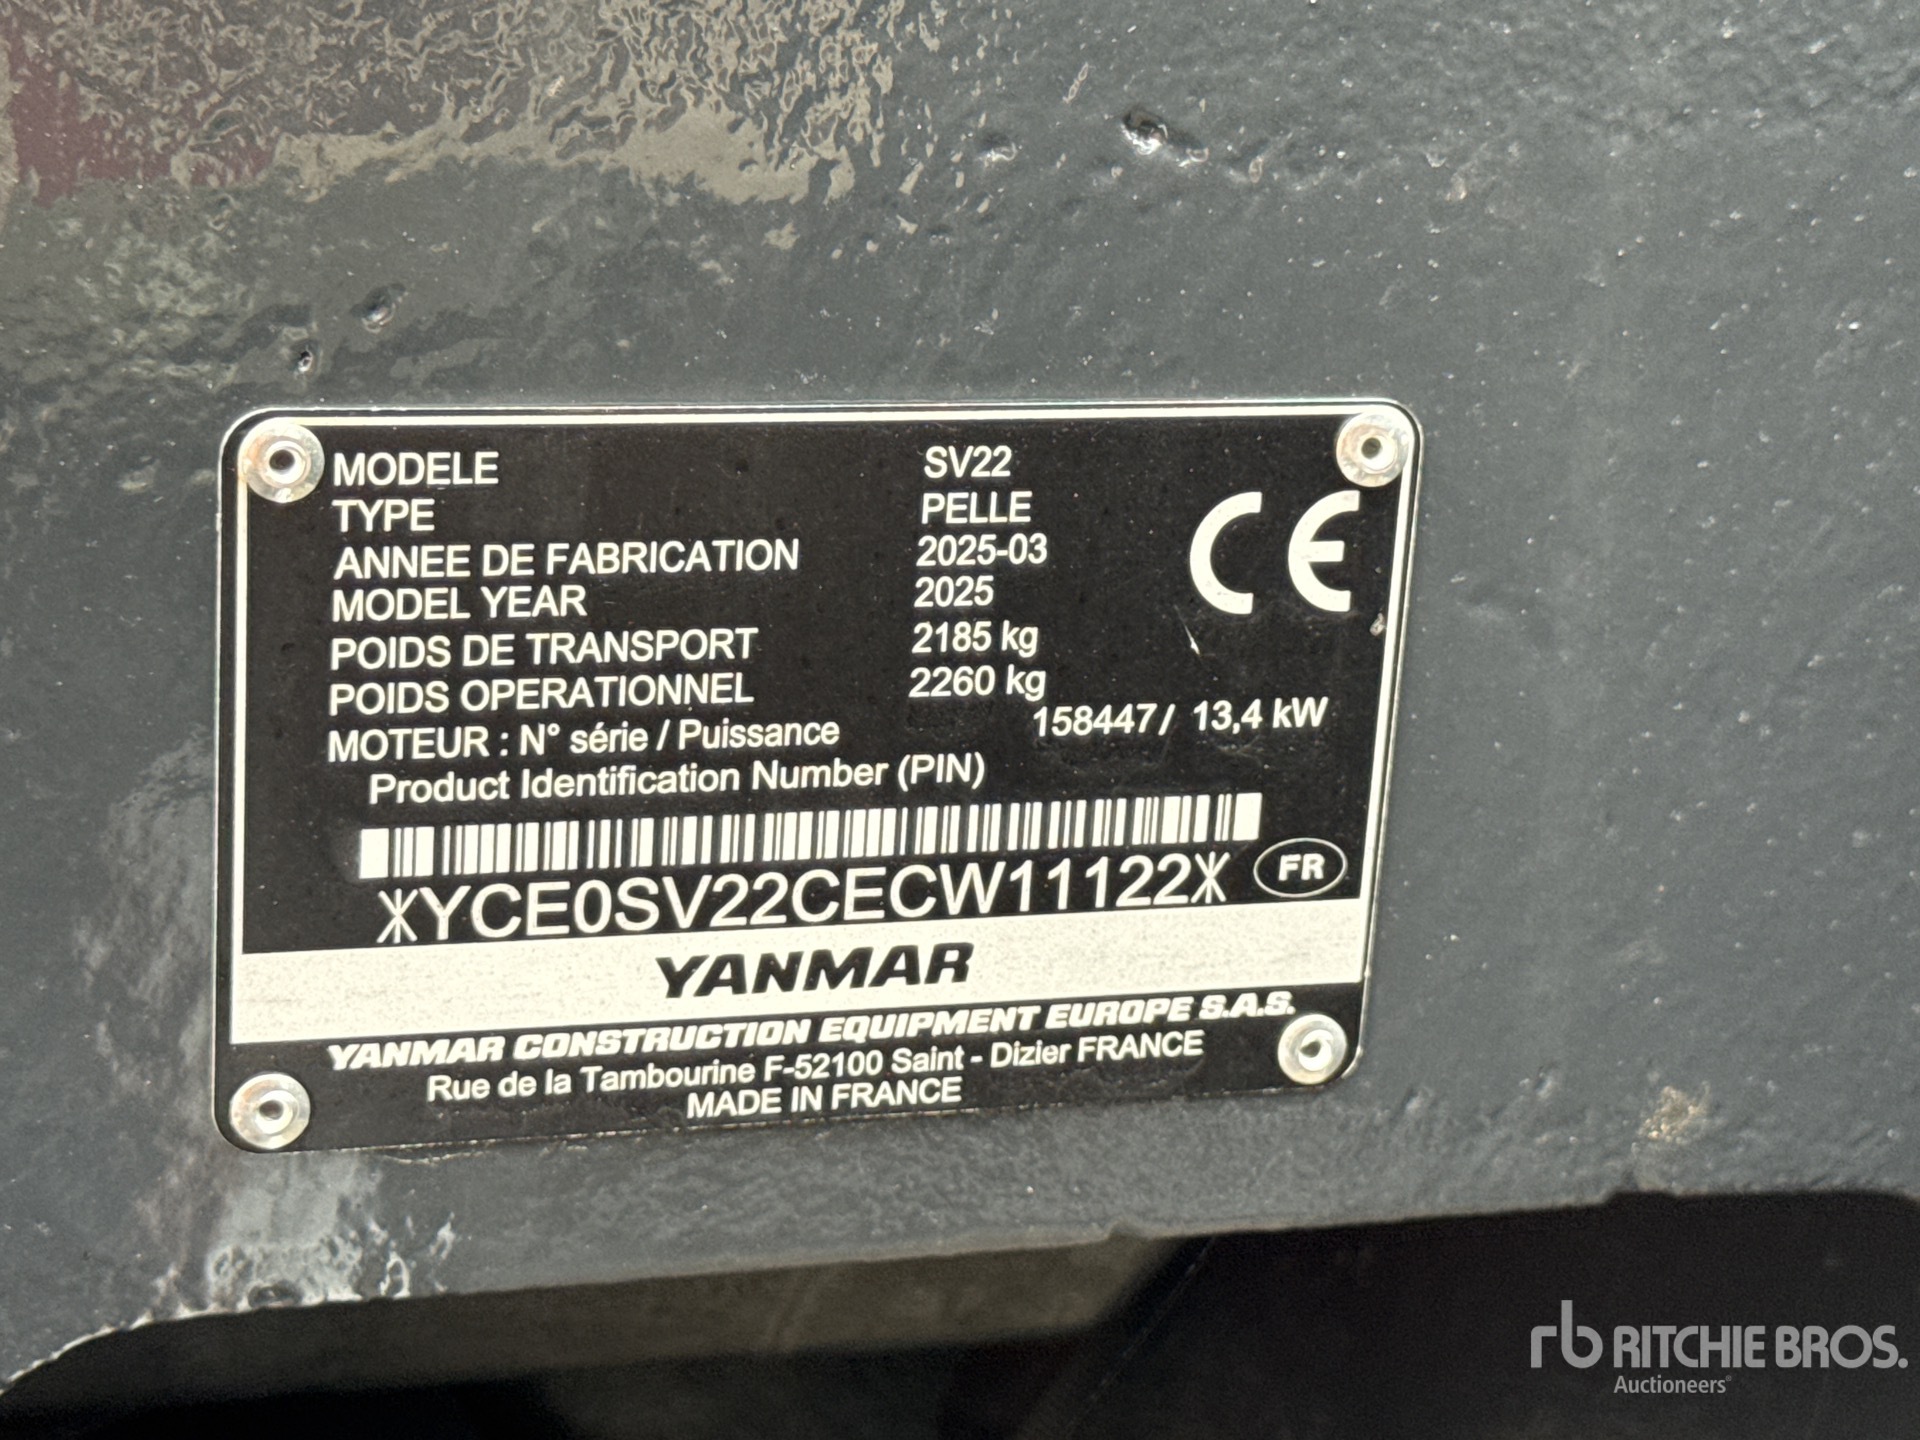 MODELE SV22
TYPE PELLE
ANNEE DE FABRICATION 2025-03
MODEL YEAR 2025
POIDS DE TRANSPORT 2185 kg
POIDS OPERATIONNEL 2260 kg
MOTEUR : N° série / Puissance 158447/ 13,4 kW
Product Identification Number (PIN)
CE
YCE0SV22CECW11122
FR
YANMAR
YANMAR CONSTRUCTION EQUIPMENT EUROPE S.A.S.
Rue de la Tambourine F-52100 Saint - Dizier FRANCE
MADE IN FRANCE
rb RITCHIE BROS.
Auctioneers®